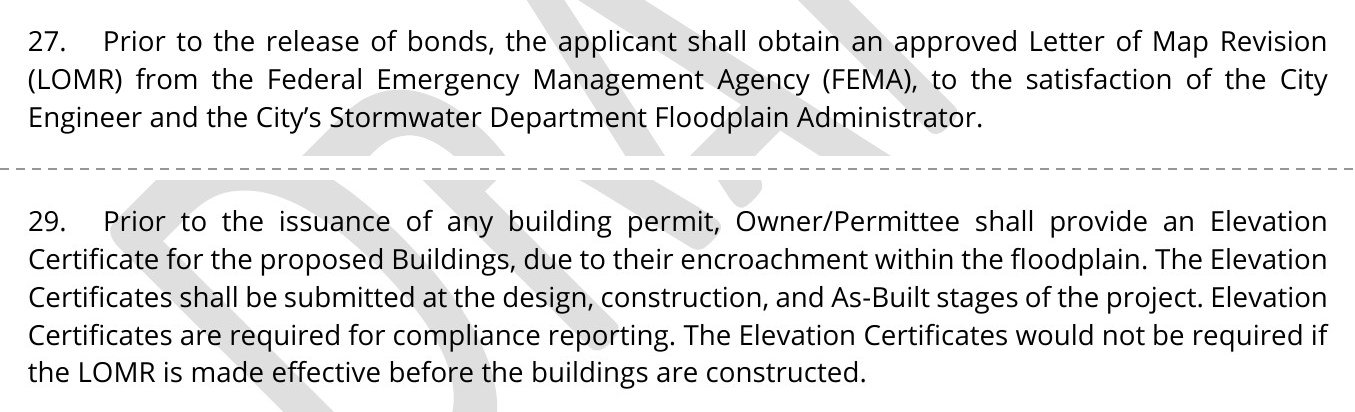 27. Prior to the release of bonds, the applicant shall obtain an approved Letter of Map Revision
(LOMR) from the Federal Emergency Management Agency (FEMA), to the satisfaction of the City
Engineer and the City’s Stormwater Department Floodplain Administrator.
29. Prior to the issuance of any building permit, Owner/Permittee shall provide an Elevation
Certificate for the proposed Buildings, due to their encroachment within the floodplain. The Elevation
Certificates shall be submitted at the design, construction, and As-Built stages of the project. Elevation
Certificates are required for compliance reporting. The Elevation Certificates would not be required if
the LOMR is made effective before the buildings are constructed.